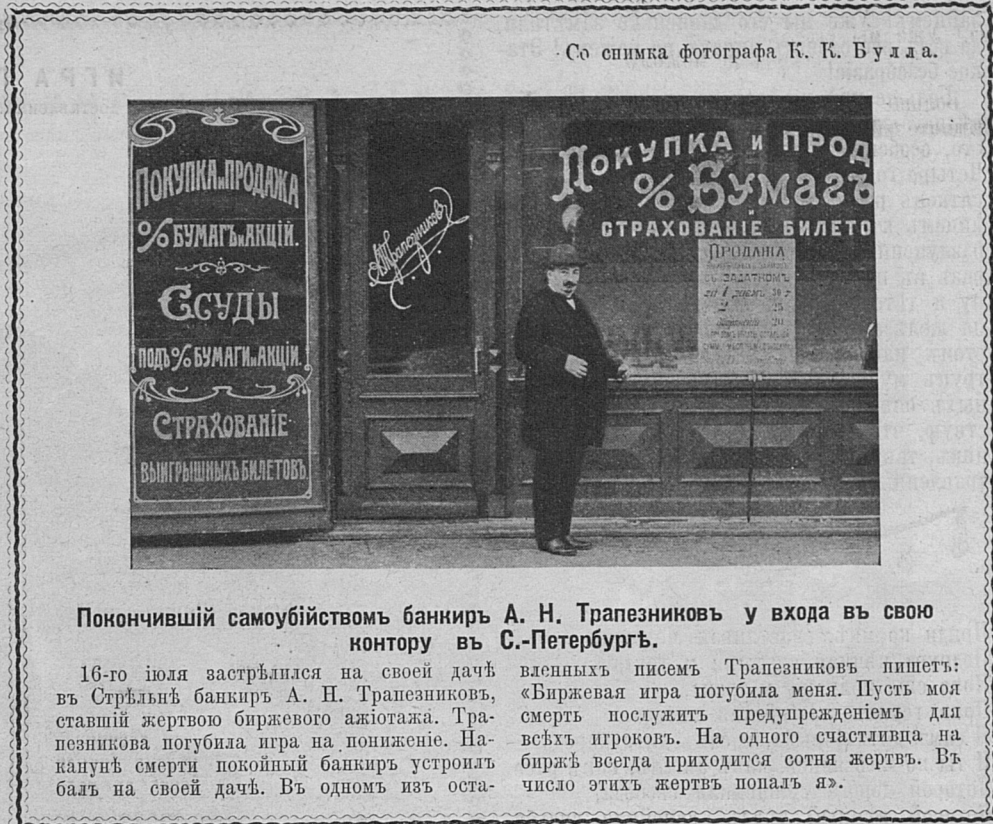 Со снимка фотографа К. К. Булла.
ПОКУПКА и ПРОДАЖА
% БУМАГЪ и АКЦІЙ.
ССУДЫ
ПОДЪ % БУМАГИ и АКЦІИ.
СТРАХОВАНІЕ
ВЫИГРЫШНЫХЪ БИЛЕТОВЪ
А. Трапезниковъ
ПОКУПКА И ПРОД
% БУМАГЪ
СТРАХОВАНІЕ БИЛЕТО
ПРОДАЖА
ЗАДАТКОМЪ
Покончившій самоубійствомъ банкиръ А. Н. Трапезниковъ у входа въ свою
контору въ С.-Петербургѣ.
16-го іюля застрѣлился на своей дачѣ
въ Стрѣльнѣ банкиръ А. Н. Трапезниковъ,
ставшій жертвою биржевого ажіотажа. Тра-
пезникова погубила игра на пониженіе. На-
канунѣ смерти покойный банкиръ устроилъ
балъ на своей дачѣ. Въ одномъ изъ оста-
вленныхъ писемъ Трапезниковъ пишетъ:
«Биржевая игра погубила меня. Пусть моя
смерть послужитъ предупрежденіемъ для
всѣхъ игроковъ. На одного счастливца на
биржѣ всегда приходится сотня жертвъ. Въ
число этихъ жертвъ попалъ я».